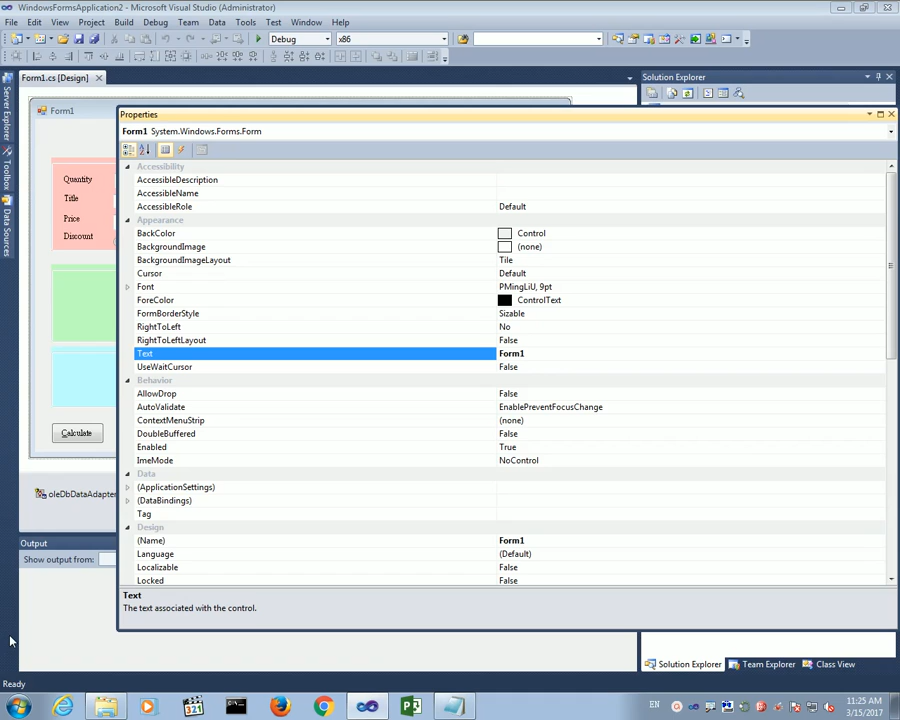 WindowsFormsApplication2 - Microsoft Visual Studio (Administrator)
File Edit View Project Build Debug Team Data Tools Test Window Help
Debug x86
Form1.cs [Design]
Solution Explorer
Server Explorer
Toolbox
Data Sources
Form1
Properties
Form1 System.Windows.Forms.Form
Accessibility
AccessibleDescription
AccessibleName
AccessibleRole Default
Appearance
BackColor Control
BackgroundImage (none)
BackgroundImageLayout Tile
Cursor Default
Font PMingLiU, 9pt
ForeColor ControlText
FormBorderStyle Sizable
RightToLeft No
RightToLeftLayout False
Text Form1
UseWaitCursor False
Behavior
AllowDrop False
AutoValidate EnablePreventFocusChange
ContextMenuStrip (none)
DoubleBuffered False
Enabled True
ImeMode NoControl
Data
(ApplicationSettings)
(DataBindings)
Tag
Design
(Name) Form1
Language (Default)
Localizable False
Locked False
Text
The text associated with the control.
Quantity
Title
Price
Discount
Calculate
oleDbDataAdapter
Output
Show output from:
Solution Explorer Team Explorer Class View
Ready
321
EN
11:25 AM
3/15/2017